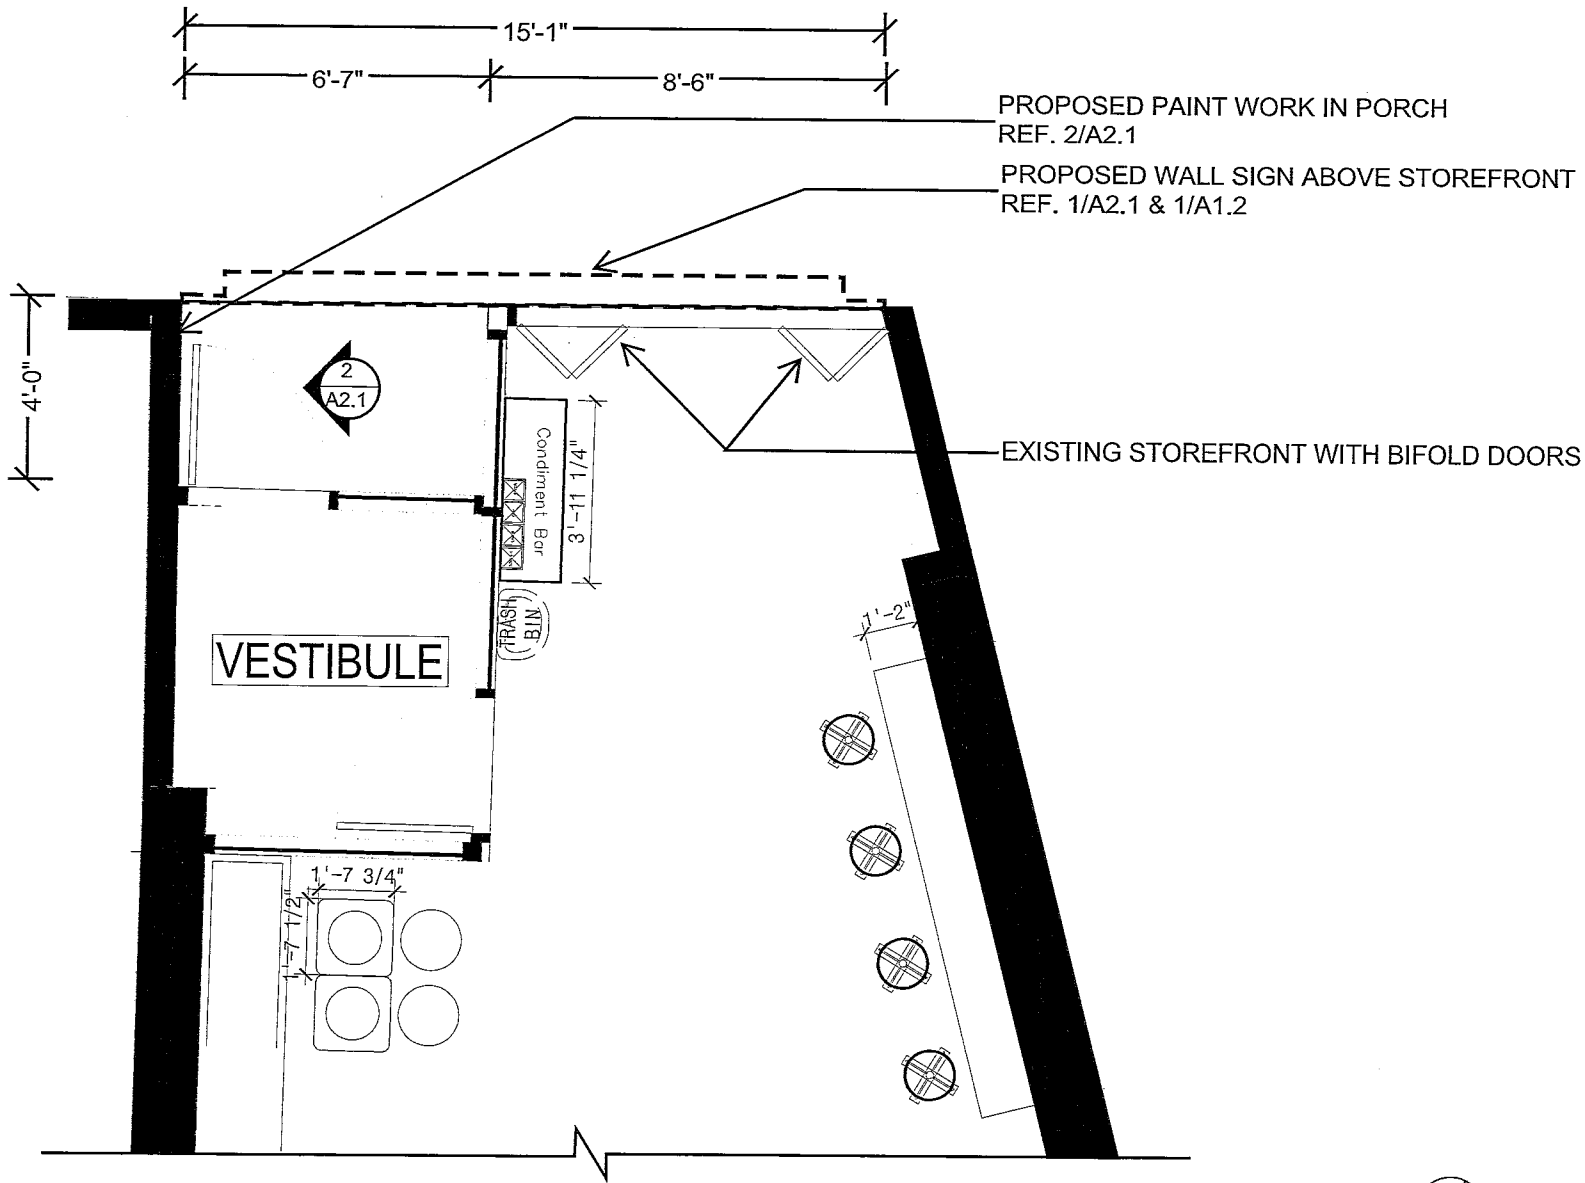 15'-1"
6'-7"
8'-6"
PROPOSED PAINT WORK IN PORCH
REF. 2/A2.1
PROPOSED WALL SIGN ABOVE STOREFRONT
REF. 1/A2.1 & 1/A1.2
4'-0"
2
A2.1
EXISTING STOREFRONT WITH BIFOLD DOORS
Condiment Bar
3'-11 1/4"
TRASH
BIN
1'-2"
VESTIBULE
1'-7 3/4"
1'-7 1/2"